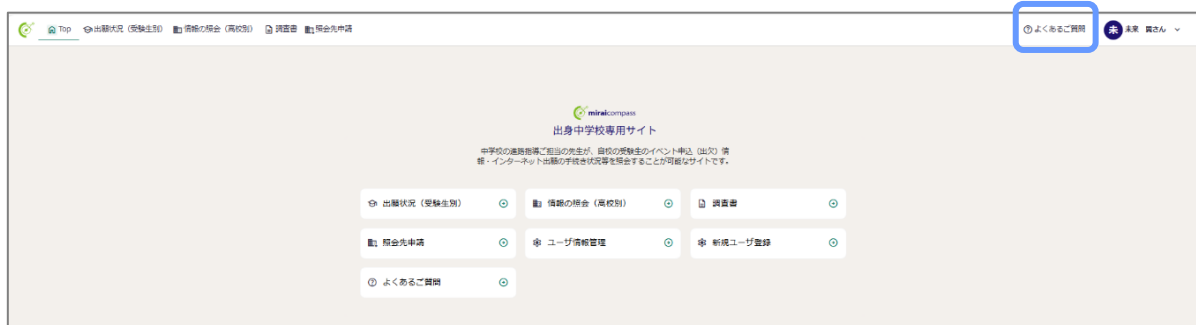 Top 出願状況（受験生別） 情報の照会（高校別） 調査書 照会先申請 よくあるご質問 未 未来 貢さん
miraicompass
出身中学校専用サイト
中学校の進路指導ご担当の先生が、自校の受験生のイベント申込（出欠）情
報・インターネット出願の手続き状況等を照会することが可能なサイトです。
出願状況（受験生別） 情報の照会（高校別） 調査書
照会先申請 ユーザ情報管理 新規ユーザ登録
よくあるご質問